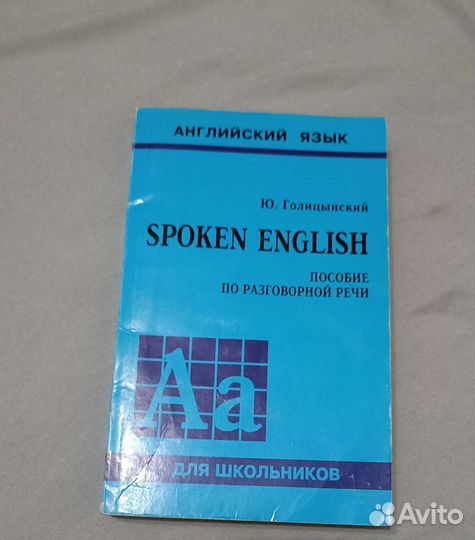 АНГЛИЙСКИЙ ЯЗЫК
Ю. Голицынский
SPOKEN ENGLISH
ПОСОБИЕ
ПО РАЗГОВОРНОЙ РЕЧИ
Aa
ДЛЯ ШКОЛЬНИКОВ
Avito